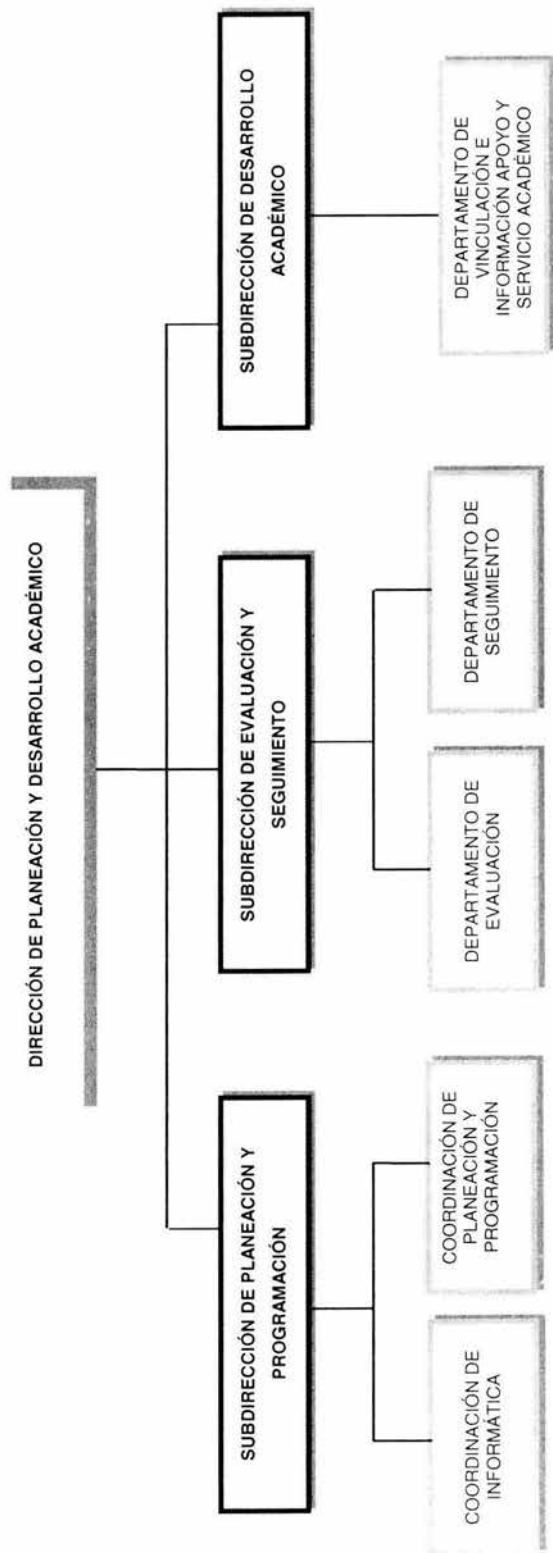 DIRECCIÓN DE PLANEACIÓN Y DESARROLLO ACADÉMICO
SUBDIRECCIÓN DE PLANEACIÓN Y
PROGRAMACIÓN
SUBDIRECCIÓN DE EVALUACIÓN Y
SEGUIMIENTO
SUBDIRECCIÓN DE DESARROLLO
ACADÉMICO
COORDINACIÓN DE
INFORMÁTICA
COORDINACIÓN DE
PLANEACIÓN Y
PROGRAMACIÓN
DEPARTAMENTO DE
EVALUACIÓN
DEPARTAMENTO DE
SEGUIMIENTO
DEPARTAMENTO DE
VINCULACIÓN E
INFORMACIÓN APOYO Y
SERVICIO ACADÉMICO